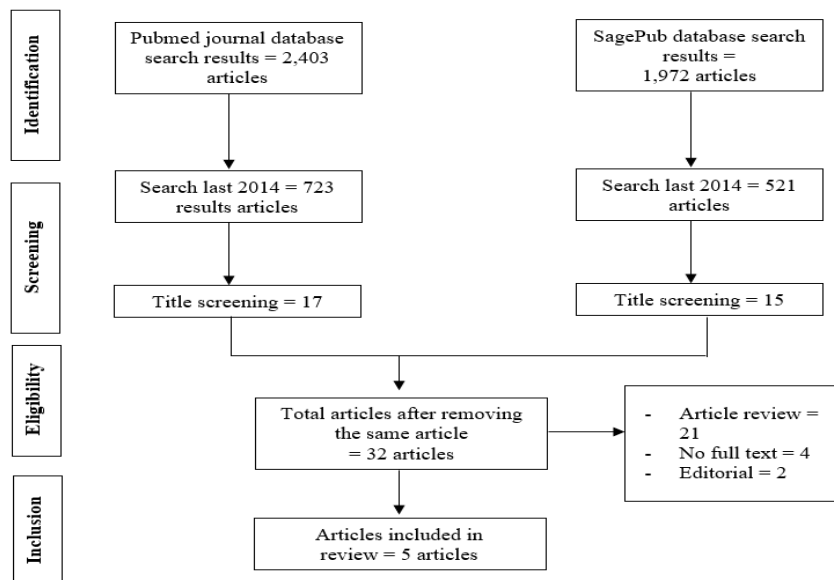 Identification
Pubmed journal database
search results = 2,403
articles
SagePub database search
results =
1,972 articles
Screening
Search last 2014 = 723
results articles
Search last 2014 = 521
articles
Title screening = 17
Title screening = 15
Eligibility
Total articles after removing
the same article
= 32 articles
- Article review =
21
- No full text = 4
- Editorial = 2
Inclusion
Articles included in
review = 5 articles